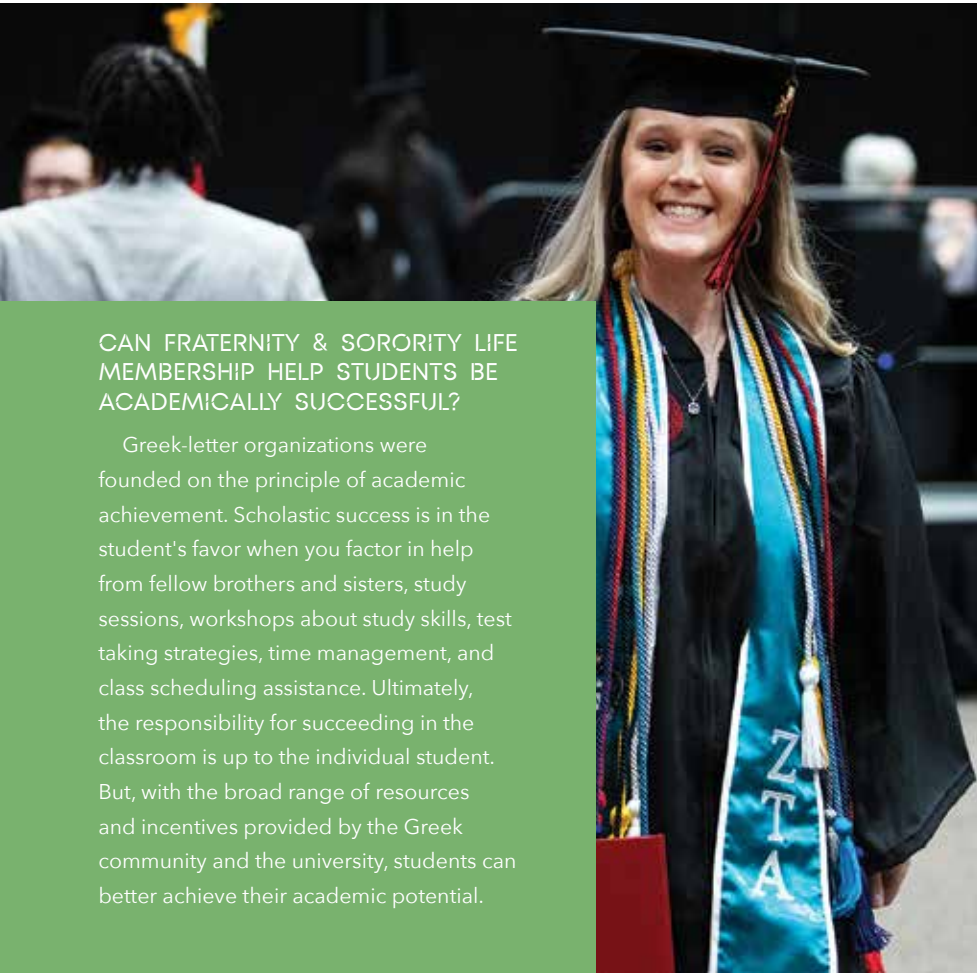 CAN FRATERNITY & SORORITY LIFE
MEMBERSHIP HELP STUDENTS BE
ACADEMICALLY SUCCESSFUL?
Greek-letter organizations were
founded on the principle of academic
achievement. Scholastic success is in the
student's favor when you factor in help
from fellow brothers and sisters, study
sessions, workshops about study skills, test
taking strategies, time management, and
class scheduling assistance. Ultimately,
the responsibility for succeeding in the
classroom is up to the individual student.
But, with the broad range of resources
and incentives provided by the Greek
community and the university, students can
better achieve their academic potential.
ΖΤΑ